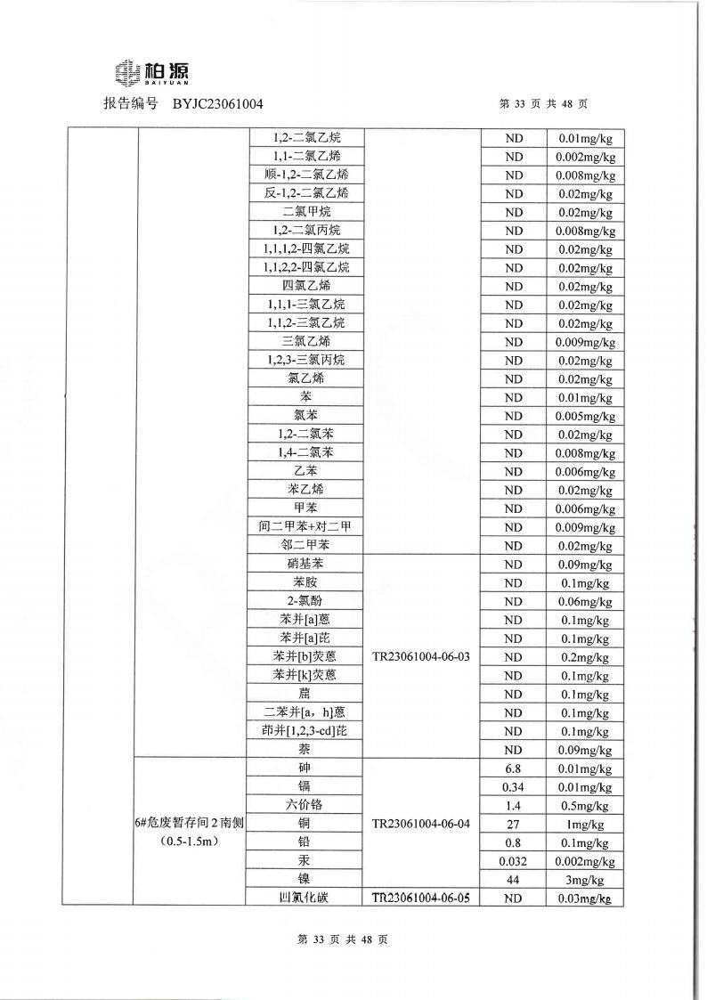 柏源
BAIYUAN
报告编号 BYJC23061004 第 33 页 共 48 页
1,2-二氯乙烷 ND 0.01mg/kg
1,1-二氯乙烯 ND 0.002mg/kg
顺-1,2-二氯乙烯 ND 0.008mg/kg
反-1,2-二氯乙烯 ND 0.02mg/kg
二氯甲烷 ND 0.02mg/kg
1,2-二氯丙烷 ND 0.008mg/kg
1,1,1,2-四氯乙烷 ND 0.02mg/kg
1,1,2,2-四氯乙烷 ND 0.02mg/kg
四氯乙烯 ND 0.02mg/kg
1,1,1-三氯乙烷 ND 0.02mg/kg
1,1,2-三氯乙烷 ND 0.02mg/kg
三氯乙烯 ND 0.009mg/kg
1,2,3-三氯丙烷 ND 0.02mg/kg
氯乙烯 ND 0.02mg/kg
苯 ND 0.01mg/kg
氯苯 ND 0.005mg/kg
1,2-二氯苯 ND 0.02mg/kg
1,4-二氯苯 ND 0.008mg/kg
乙苯 ND 0.006mg/kg
苯乙烯 ND 0.02mg/kg
甲苯 ND 0.006mg/kg
间二甲苯+对二甲 ND 0.009mg/kg
邻二甲苯 ND 0.02mg/kg
硝基苯 ND 0.09mg/kg
苯胺 ND 0.1mg/kg
2-氯酚 ND 0.06mg/kg
苯并[a]蒽 ND 0.1mg/kg
苯并[a]芘 ND 0.1mg/kg
苯并[b]荧蒽 TR23061004-06-03 ND 0.2mg/kg
苯并[k]荧蒽 ND 0.1mg/kg
䓛 ND 0.1mg/kg
二苯并[a，h]蒽 ND 0.1mg/kg
茚并[1,2,3-cd]芘 ND 0.1mg/kg
萘 ND 0.09mg/kg
砷 6.8 0.01mg/kg
镉 0.34 0.01mg/kg
六价铬 1.4 0.5mg/kg
6#危废暂存间 2 南侧 铜 TR23061004-06-04 27 1mg/kg
（0.5-1.5m） 铅 0.8 0.1mg/kg
汞 0.032 0.002mg/kg
镍 44 3mg/kg
四氯化碳 TR23061004-06-05 ND 0.03mg/kg
第 33 页 共 48 页